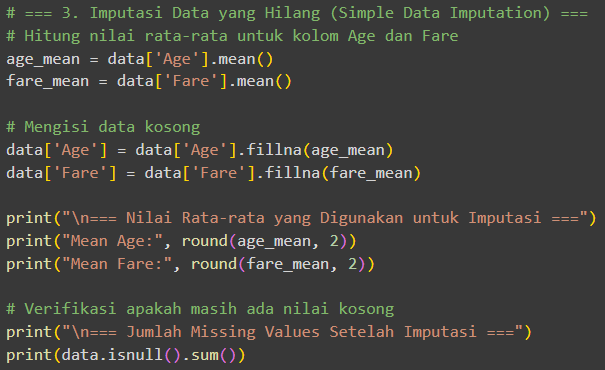 # === 3. Imputasi Data yang Hilang (Simple Data Imputation) ===
# Hitung nilai rata-rata untuk kolom Age dan Fare
age_mean = data['Age'].mean()
fare_mean = data['Fare'].mean()
# Mengisi data kosong
data['Age'] = data['Age'].fillna(age_mean)
data['Fare'] = data['Fare'].fillna(fare_mean)
print("\n=== Nilai Rata-rata yang Digunakan untuk Imputasi ===")
print("Mean Age:", round(age_mean, 2))
print("Mean Fare:", round(fare_mean, 2))
# Verifikasi apakah masih ada nilai kosong
print("\n=== Jumlah Missing Values Setelah Imputasi ===")
print(data.isnull().sum())